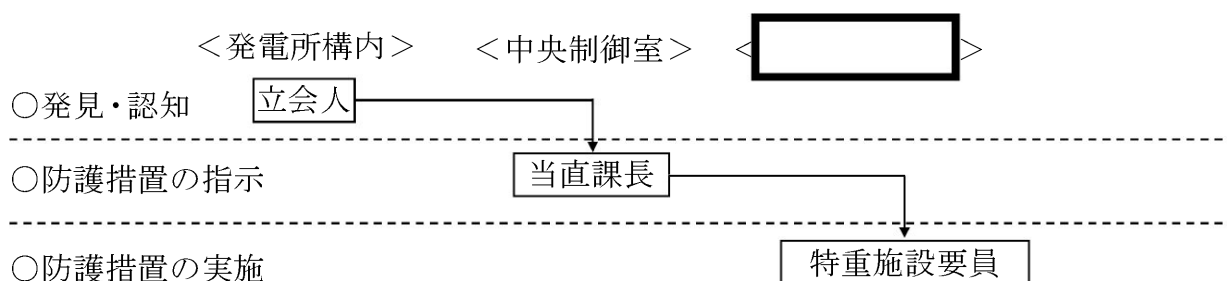 <発電所構内> <中央制御室> < >
○発見・認知 立会人
○防護措置の指示 当直課長
○防護措置の実施 特重施設要員